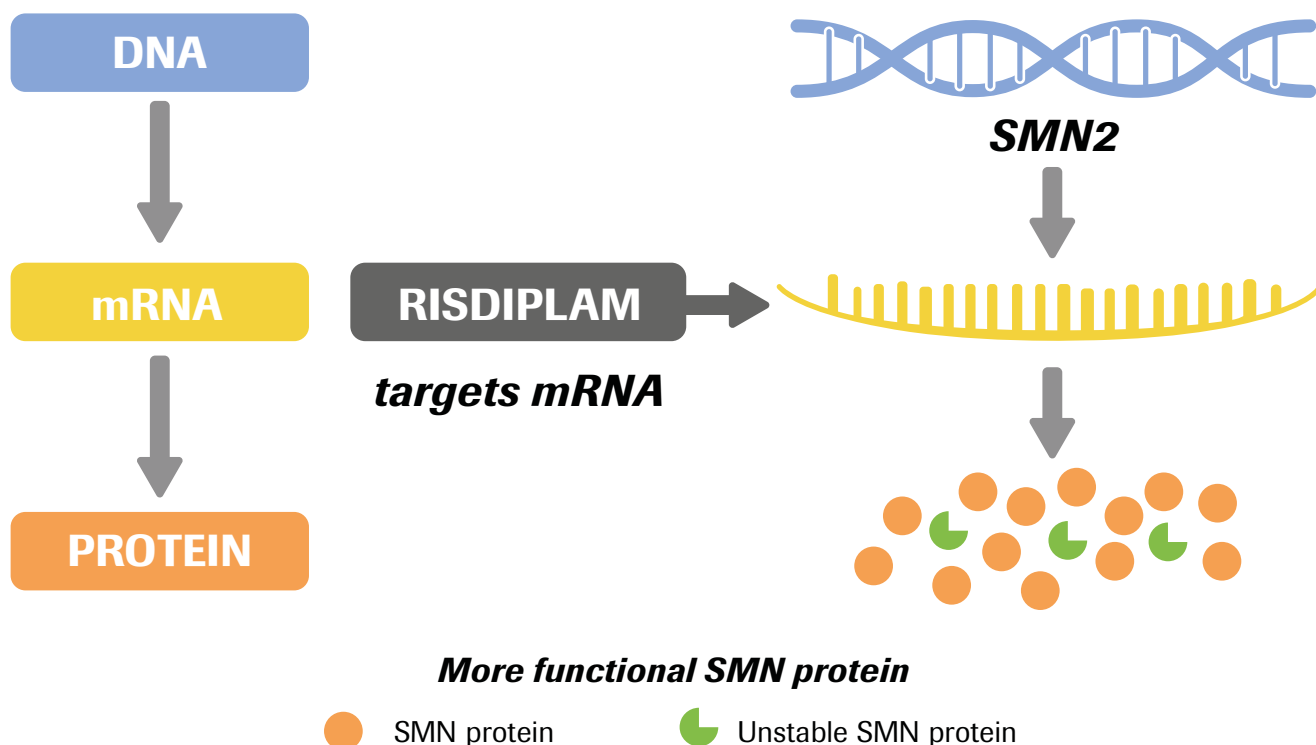 DNA
SMN2
mRNA
RISDIPLAM
targets mRNA
PROTEIN
More functional SMN protein
SMN protein
Unstable SMN protein